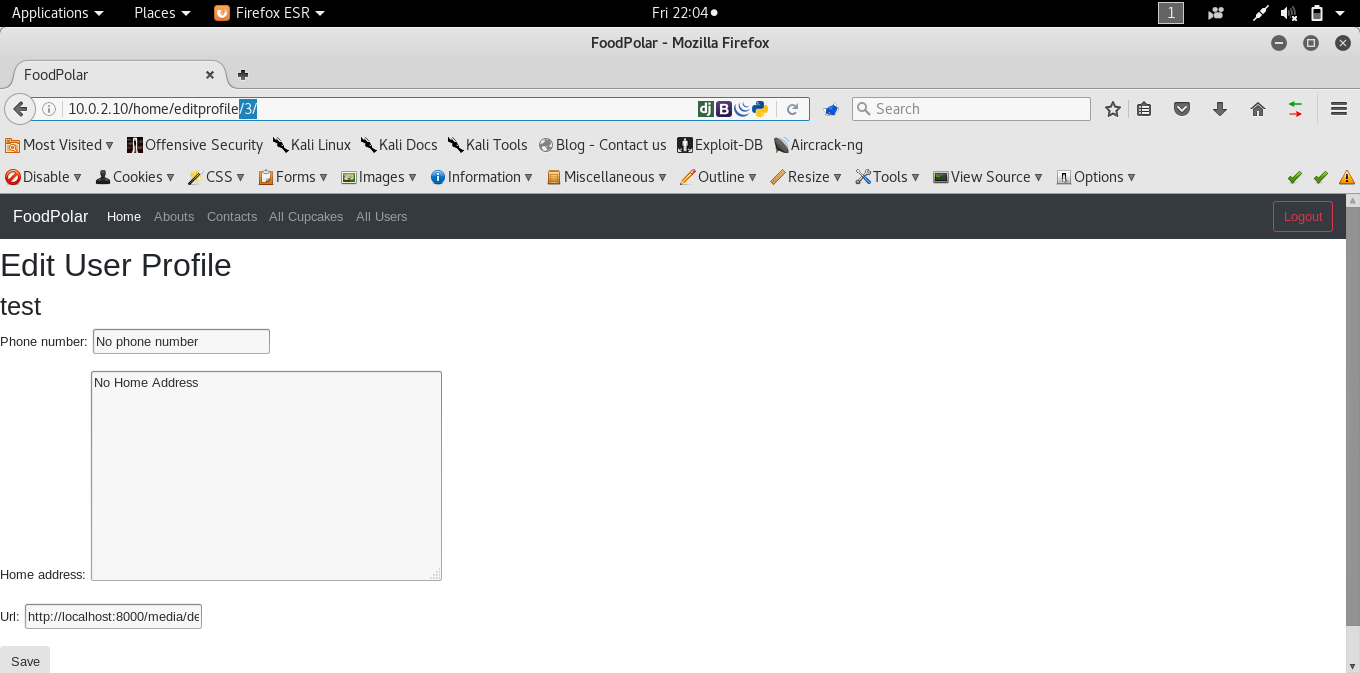 Applications Places Firefox ESR Fri 22:04 1
FoodPolar - Mozilla Firefox
FoodPolar
10.0.2.10/home/editprofile/3/ dj B Search
Most Visited Offensive Security Kali Linux Kali Docs Kali Tools Blog - Contact us Exploit-DB Aircrack-ng
Disable Cookies CSS Forms Images Information Miscellaneous Outline Resize Tools View Source Options
FoodPolar Home Abouts Contacts All Cupcakes All Users Logout
Edit User Profile
test
Phone number: No phone number
No Home Address
Home address:
Url: http://localhost:8000/media/de
Save